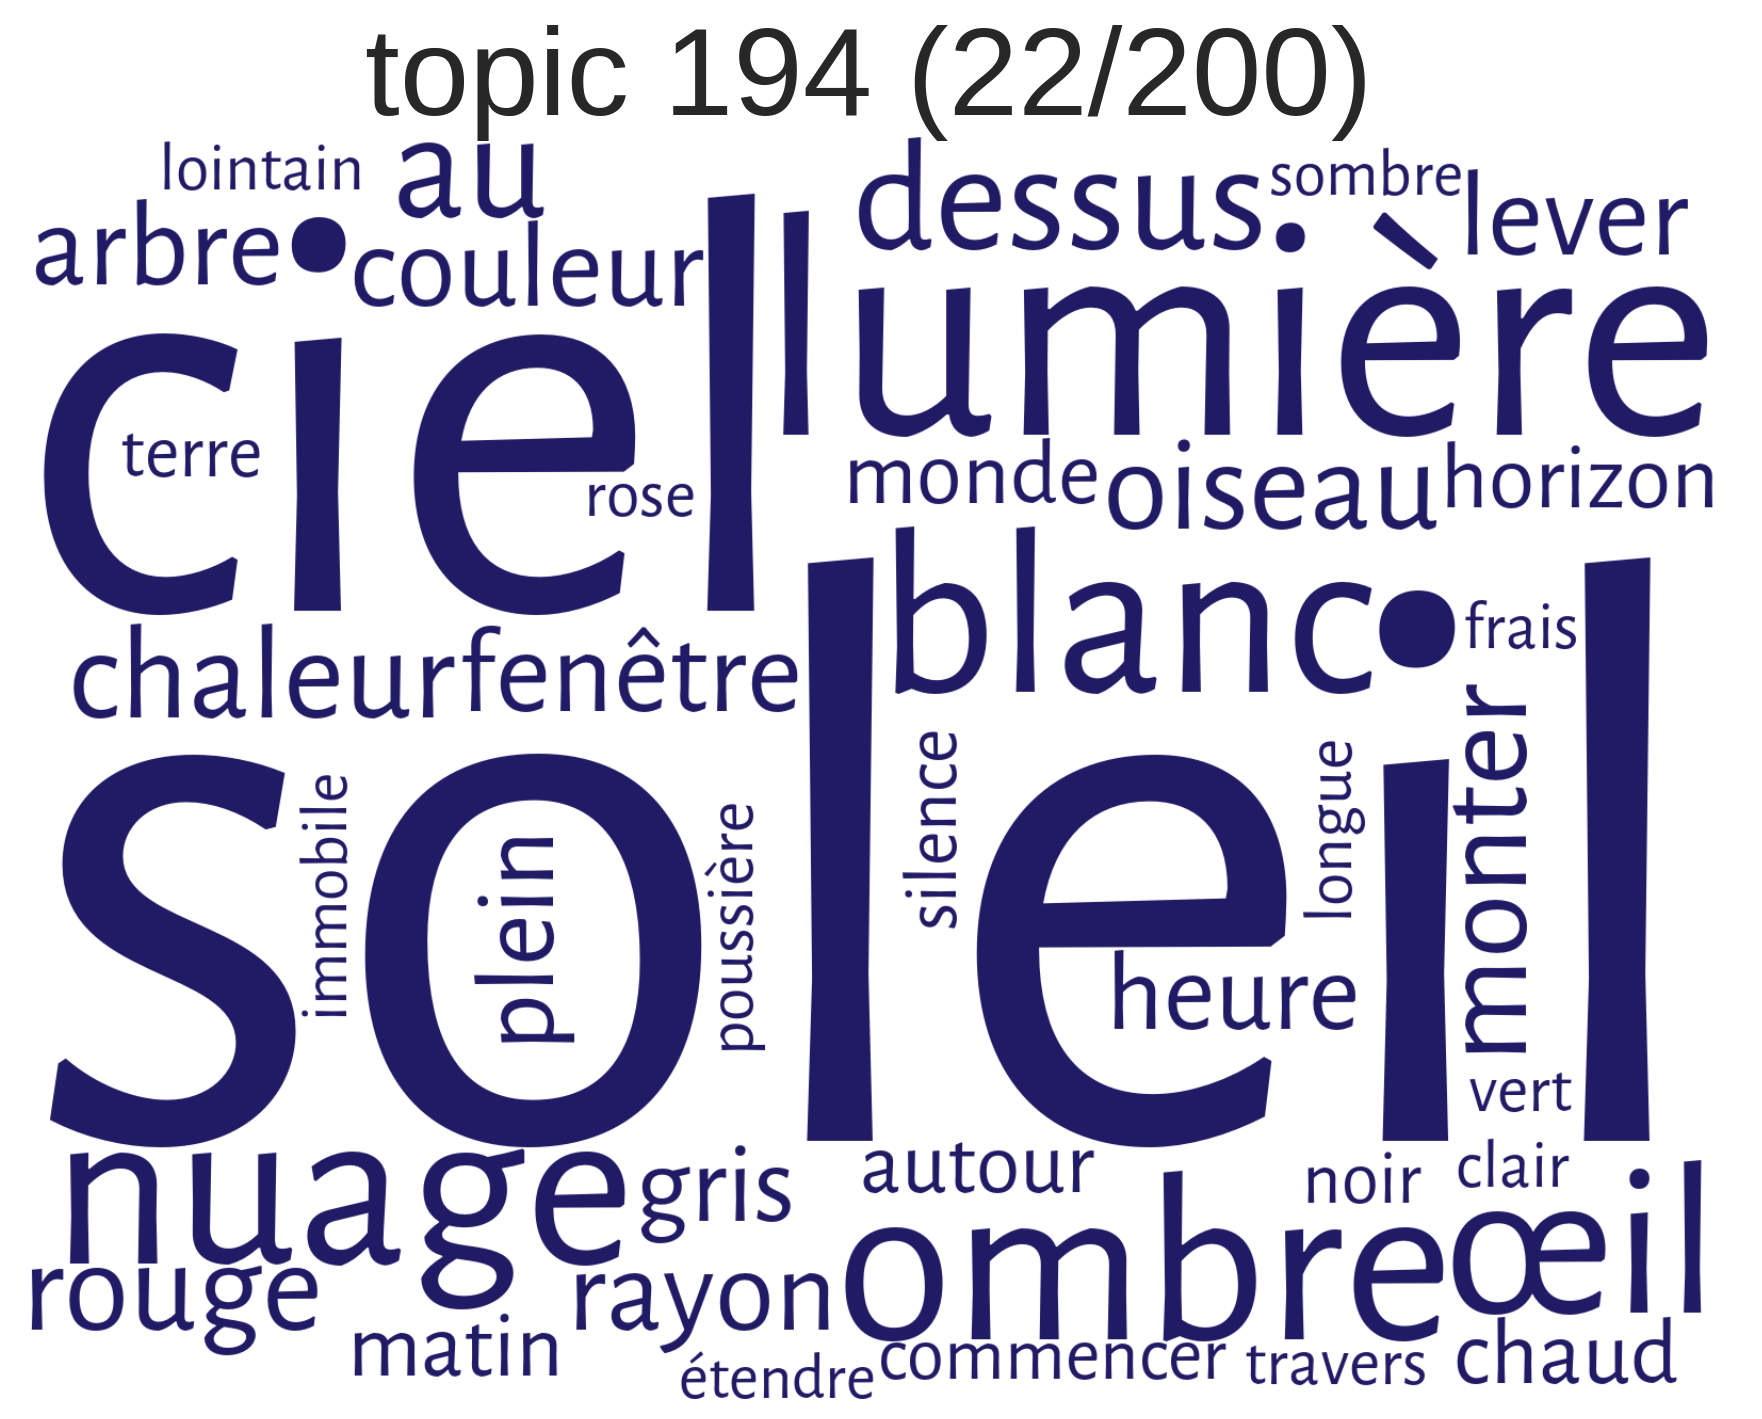 topic 194 (22/200)
lointain
au
dessus
sombre
lever
arbre
couleur
ciel
lumière
terre
rose
monde
oiseau
horizon
blanc
frais
chaleur
fenêtre
soleil
immobile
plein
poussière
silence
longue
monter
heure
vert
nuage
gris
autour
noir
clair
ombre
œil
rouge
rayon
matin
étendre
commencer
travers
chaud